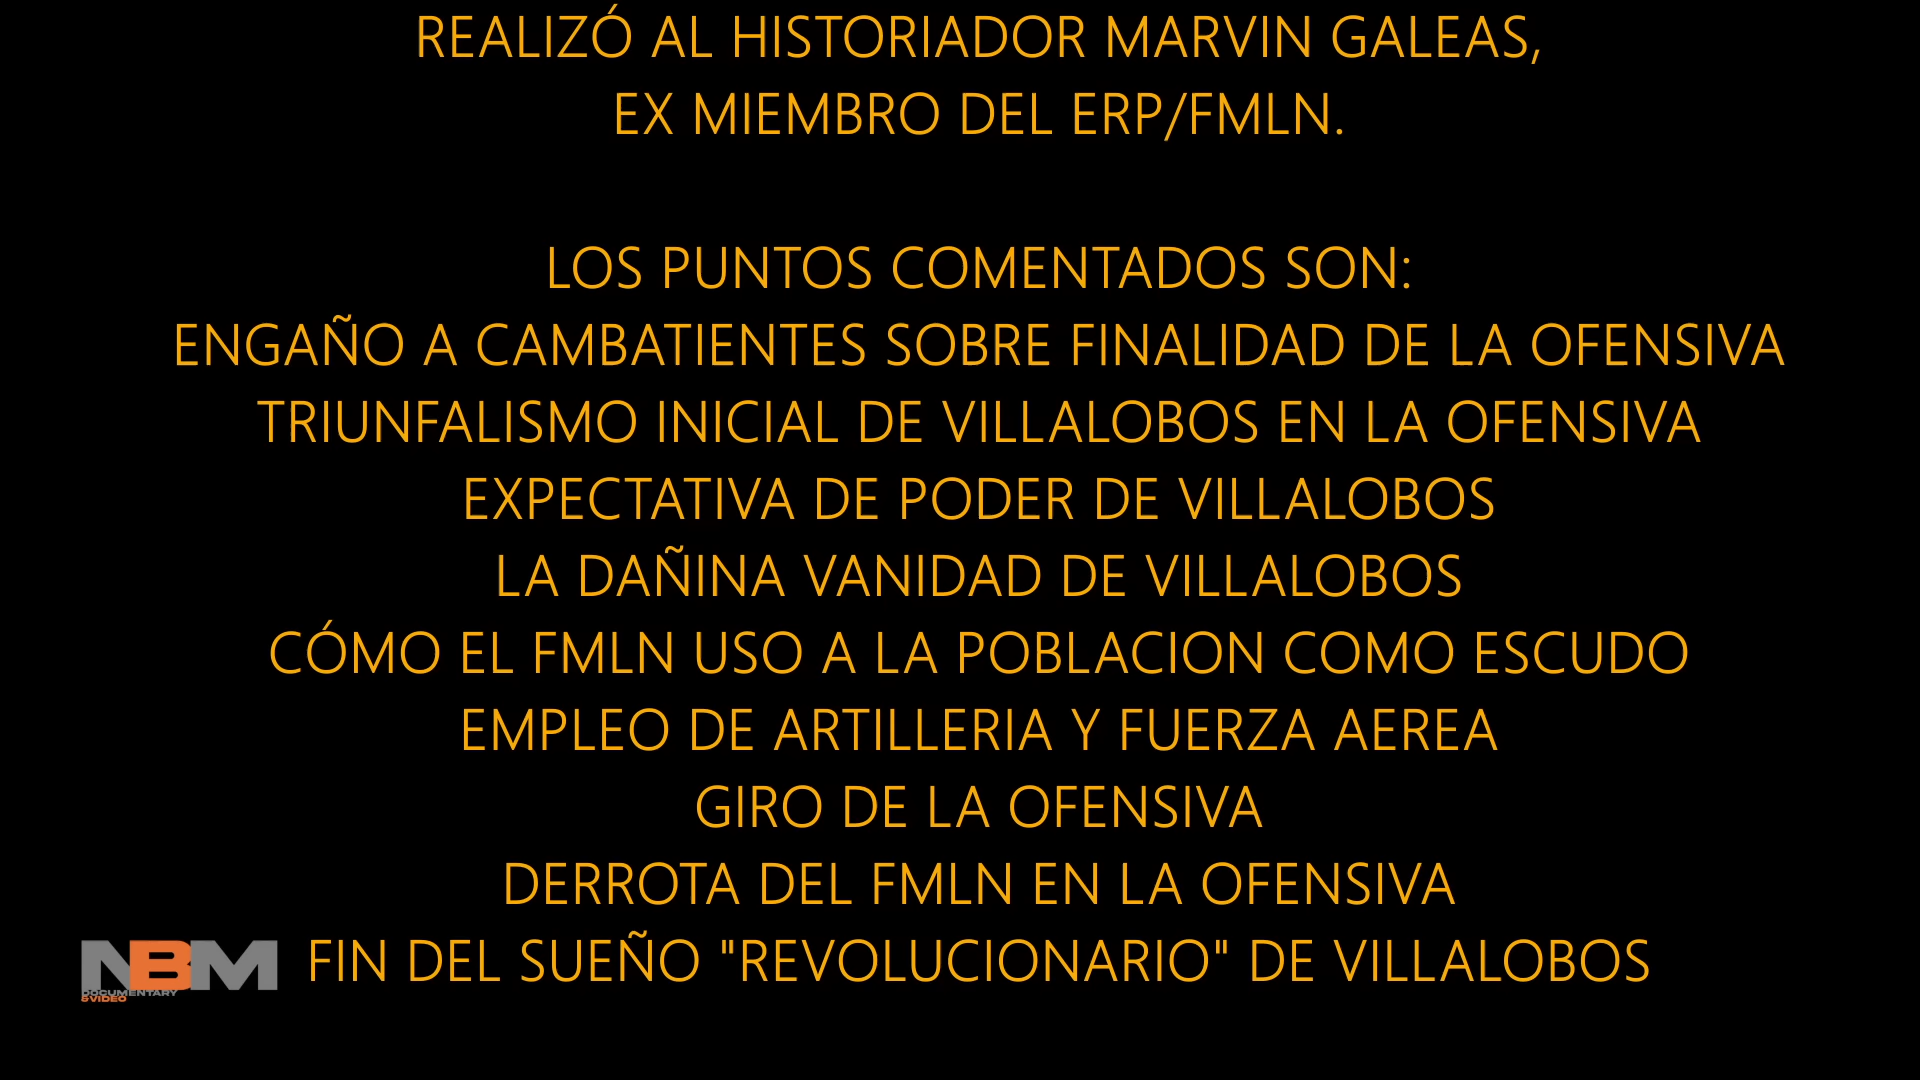 REALIZÓ AL HISTORIADOR MARVIN GALEAS,
EX MIEMBRO DEL ERP/FMLN.
LOS PUNTOS COMENTADOS SON:
ENGAÑO A CAMBATIENTES SOBRE FINALIDAD DE LA OFENSIVA
TRIUNFALISMO INICIAL DE VILLALOBOS EN LA OFENSIVA
EXPECTATIVA DE PODER DE VILLALOBOS
LA DAÑINA VANIDAD DE VILLALOBOS
CÓMO EL FMLN USO A LA POBLACION COMO ESCUDO
EMPLEO DE ARTILLERIA Y FUERZA AEREA
GIRO DE LA OFENSIVA
DERROTA DEL FMLN EN LA OFENSIVA
FIN DEL SUEÑO "REVOLUCIONARIO" DE VILLALOBOS
NBM
DOCUMENTARY
&VIDEO